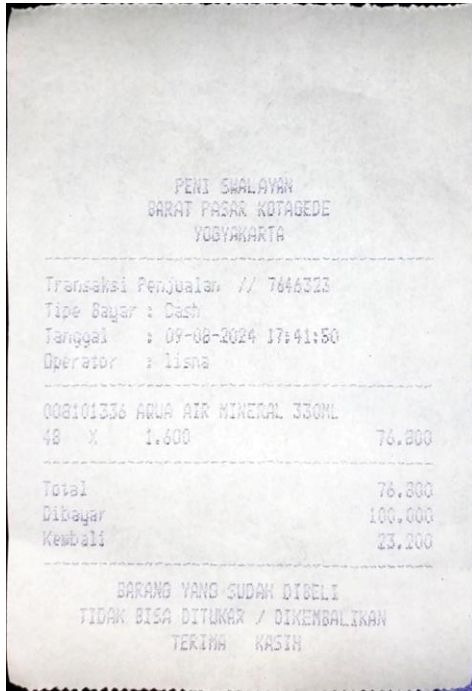 PENI SWALAYAN
BARAT PASAR KOTAGEDE
YOGYAKARTA
Transaksi Penjualan // 7646323
Tipe Bayar : Cash
Tanggal : 09-08-2024 17:41:50
Operator : lisna
008101336 AQUA AIR MINERAL 330ML
48 X 1.600 76.800
Total 76.800
Dibayar 100.000
Kembali 23.200
BARANG YANG SUDAH DIBELI
TIDAK BISA DITUKAR / DIKEMBALIKAN
TERIMA KASIH